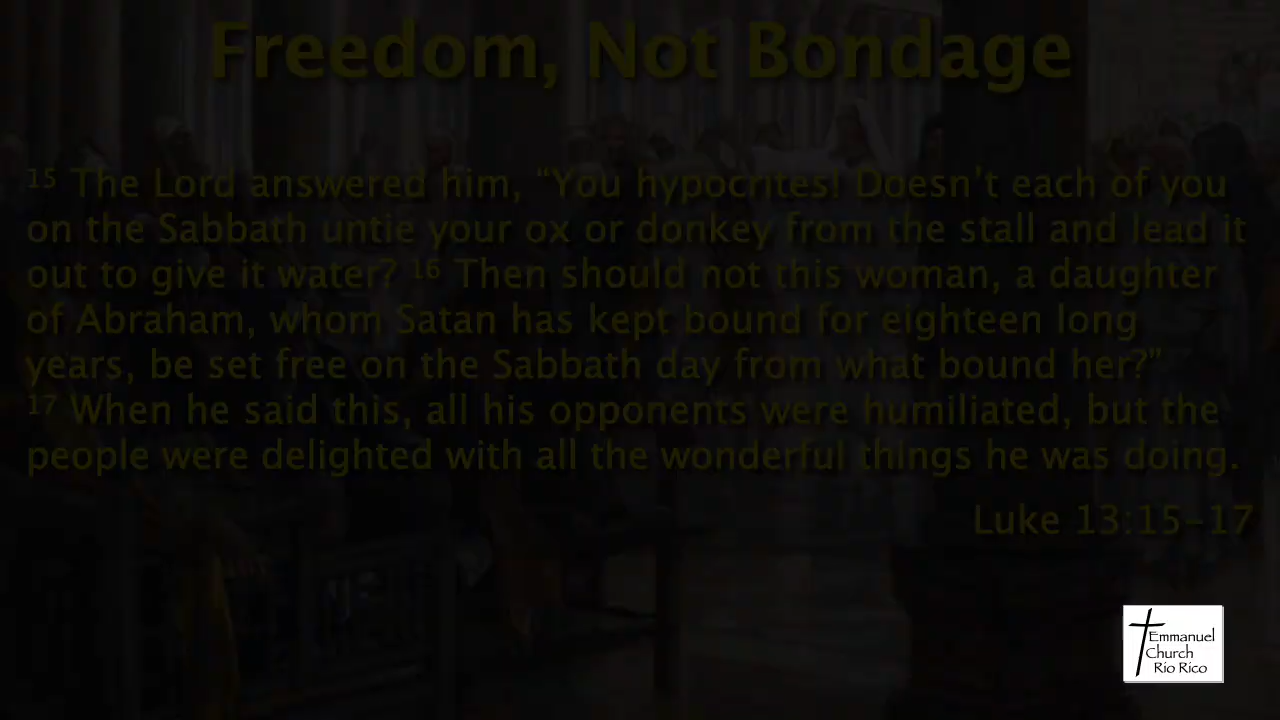 Freedom, Not Bondage
15 The Lord answered him, “You hypocrites! Doesn’t each of you
on the Sabbath untie your ox or donkey from the stall and lead it
out to give it water? 16 Then should not this woman, a daughter
of Abraham, whom Satan has kept bound for eighteen long
years, be set free on the Sabbath day from what bound her?”
17 When he said this, all his opponents were humiliated, but the
people were delighted with all the wonderful things he was doing.
Luke 13:15-17
Emmanuel
Church
Rio Rico